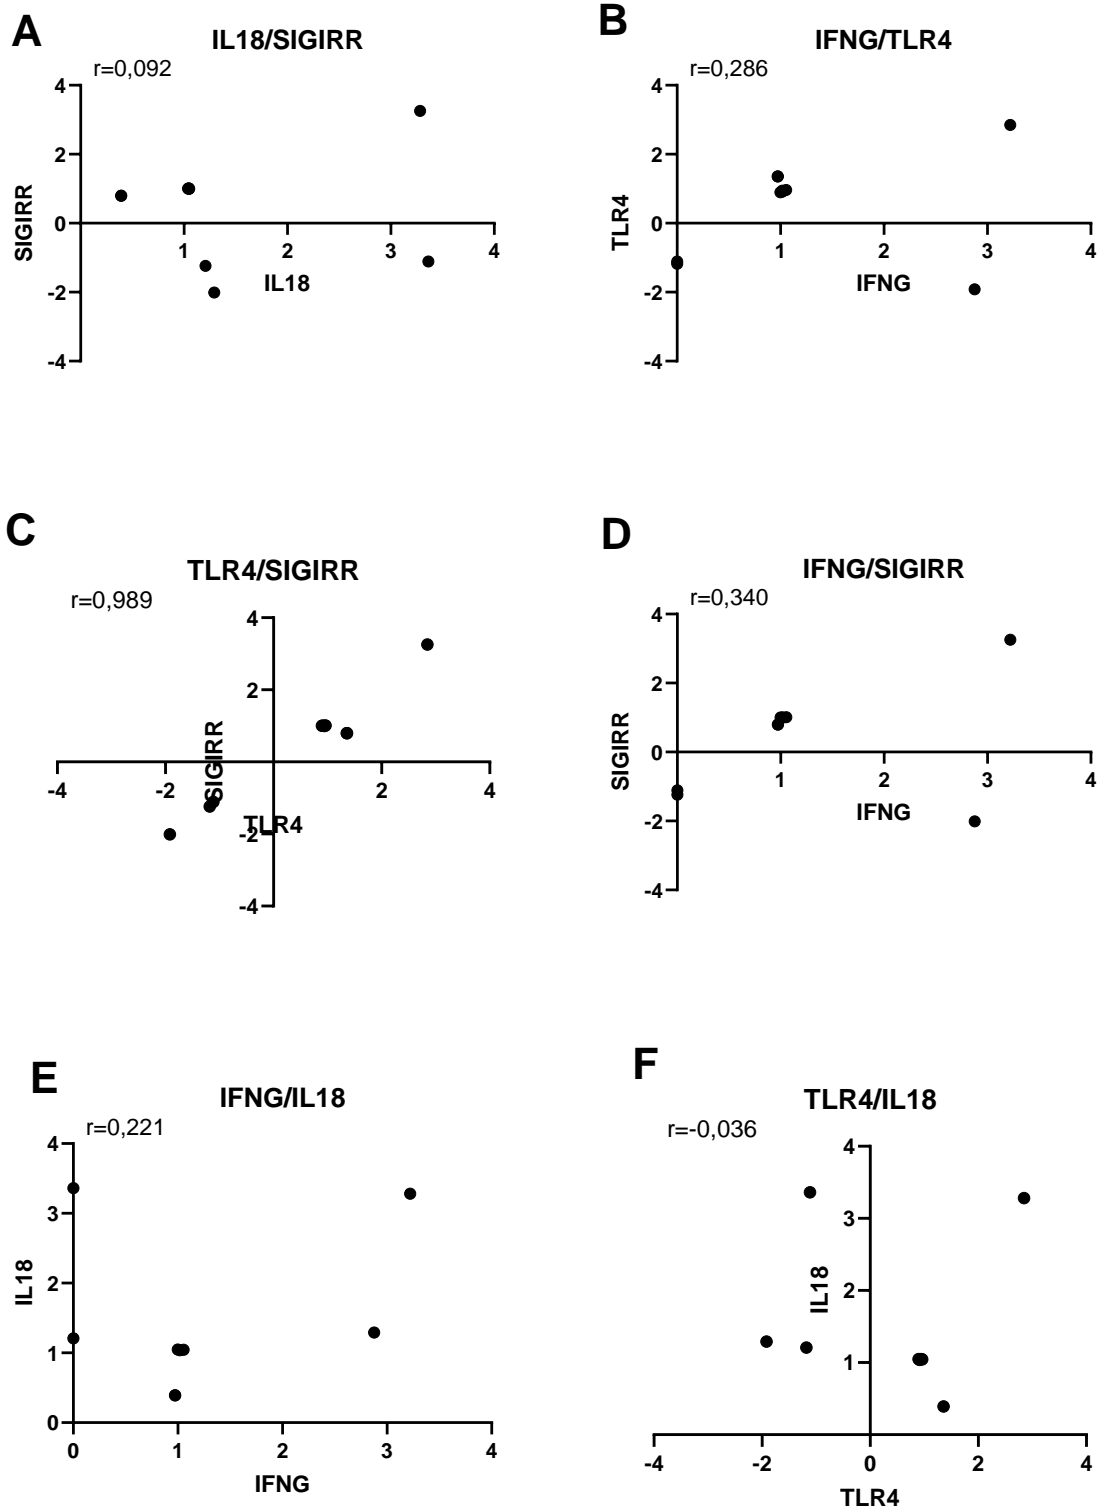 A
IL18/SIGIRR
r=0,092
4
2
0
-2
-4
1
2
3
4
SIGIRR
IL18
B
IFNG/TLR4
r=0,286
4
2
0
-2
-4
1
2
3
4
TLR4
IFNG
C
TLR4/SIGIRR
r=0,989
4
2
-2
-4
-4
-2
2
4
SIGIRR
TLR4
D
IFNG/SIGIRR
r=0,340
4
2
0
-2
-4
1
2
3
4
SIGIRR
IFNG
E
IFNG/IL18
r=0,221
4
3
2
1
0
0
1
2
3
4
IL18
IFNG
F
TLR4/IL18
r=-0,036
4
3
2
1
-4
-2
0
2
4
IL18
TLR4